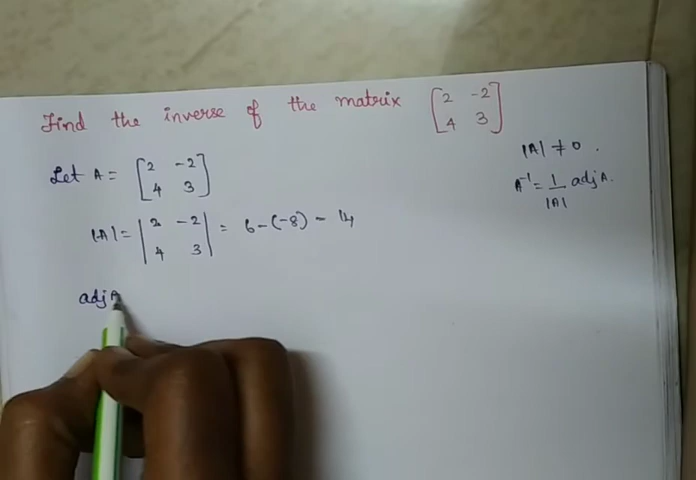 Find the inverse of the matrix [2 -2
4 3]
|A| ≠ 0 .
A⁻¹ = 1/|A| adj A.
Let A = [2 -2
4 3]
|A| = |2 -2
4 3| = 6 - (-8) = 14
adj A